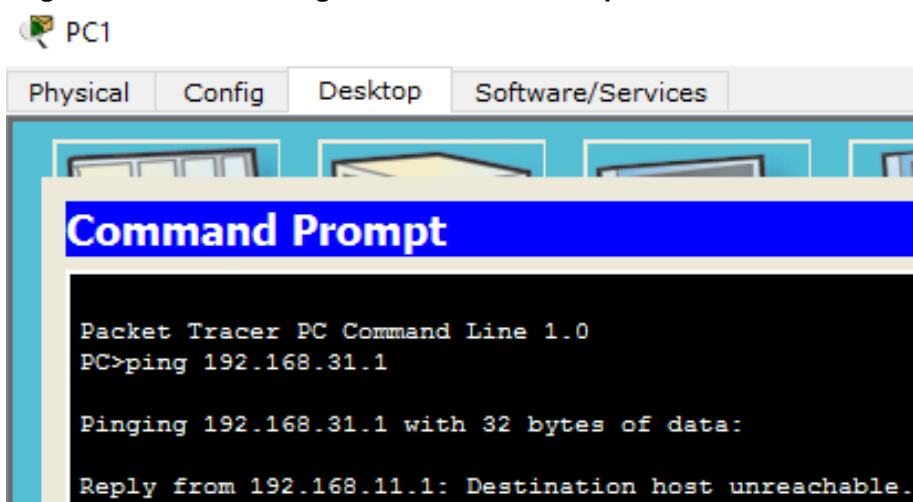 PC1
Physical Config Desktop Software/Services
Command Prompt
Packet Tracer PC Command Line 1.0
PC>ping 192.168.31.1
Pinging 192.168.31.1 with 32 bytes of data:
Reply from 192.168.11.1: Destination host unreachable.